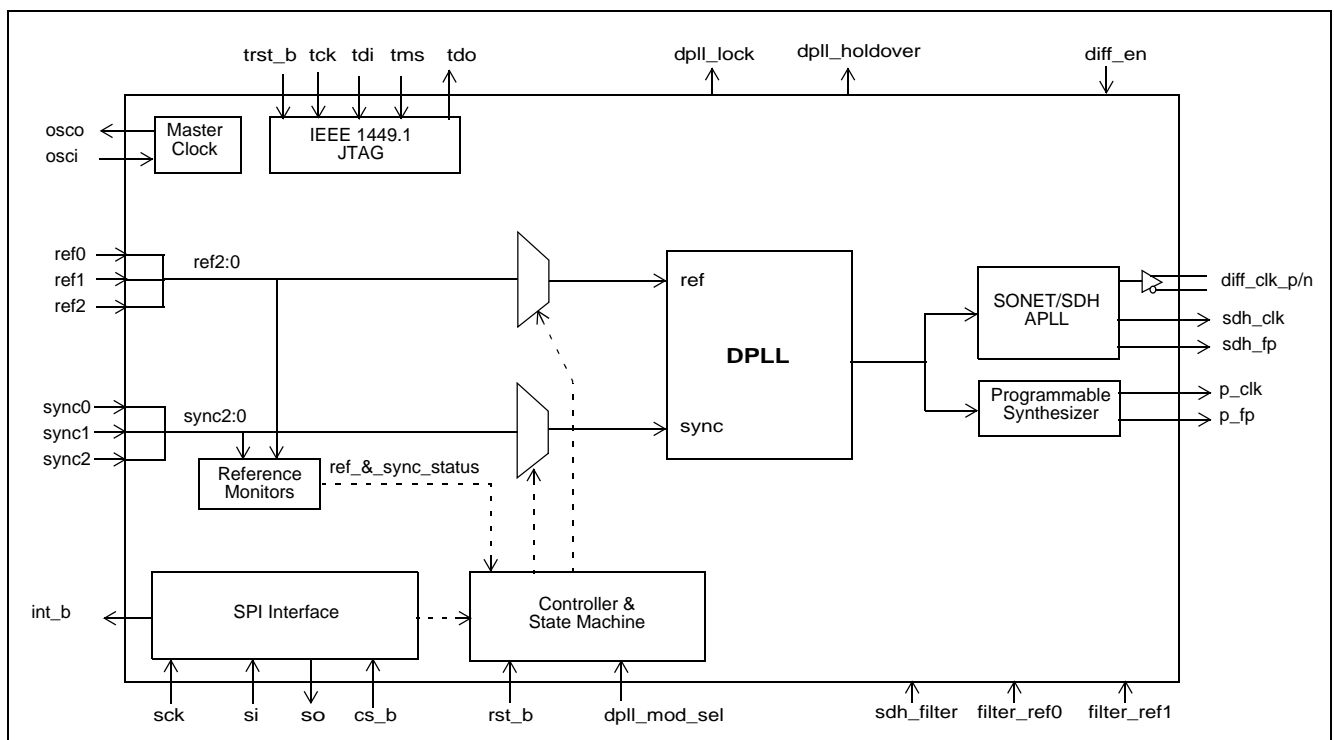 trst_b tck tdi tms tdo dpll_lock dpll_holdover diff_en
osco
osci
Master
Clock
IEEE 1449.1
JTAG
ref0
ref1
ref2
ref2:0
ref
DPLL
sync
SONET/SDH
APLL
diff_clk_p/n
sdh_clk
sdh_fp
Programmable
Synthesizer
p_clk
p_fp
sync0
sync1
sync2
sync2:0
Reference
Monitors
ref_&_sync_status
int_b
SPI Interface
Controller &
State Machine
sck si so cs_b rst_b dpll_mod_sel sdh_filter filter_ref0 filter_ref1